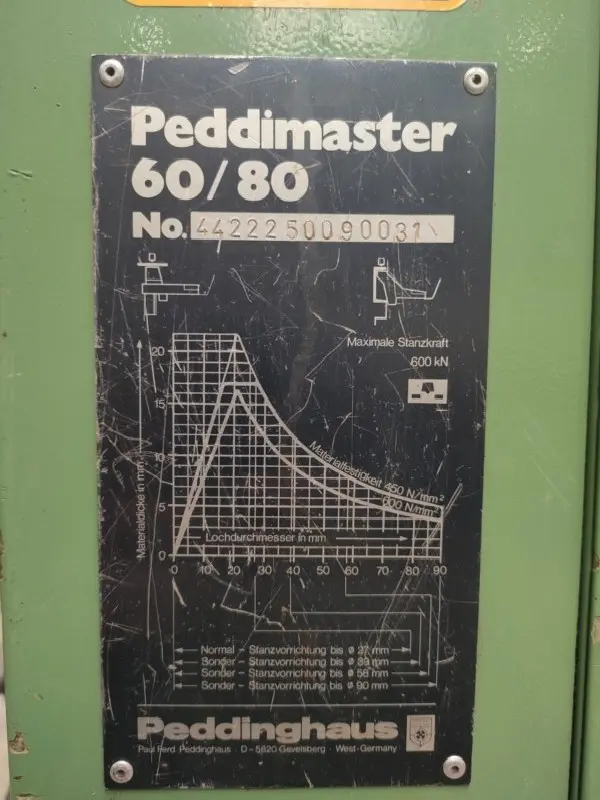 Peddimaster
60/80
No. 4422250090031
Maximale Stanzkraft
600 kN
20
15
10
5
0
Materialdicke in mm
Materialfestigkeit 450 N/mm²
600 N/mm²
Lochdurchmesser in mm
0 10 20 30 40 50 60 70 80 90
Normal - Stanzvorrichtung bis ø 27 mm
Sonder - Stanzvorrichtung bis ø 39 mm
Sonder - Stanzvorrichtung bis ø 58 mm
Sonder - Stanzvorrichtung bis ø 90 mm
Peddinghaus
Paul Ferd Peddinghaus · D-5820 Gevelsberg · West-Germany